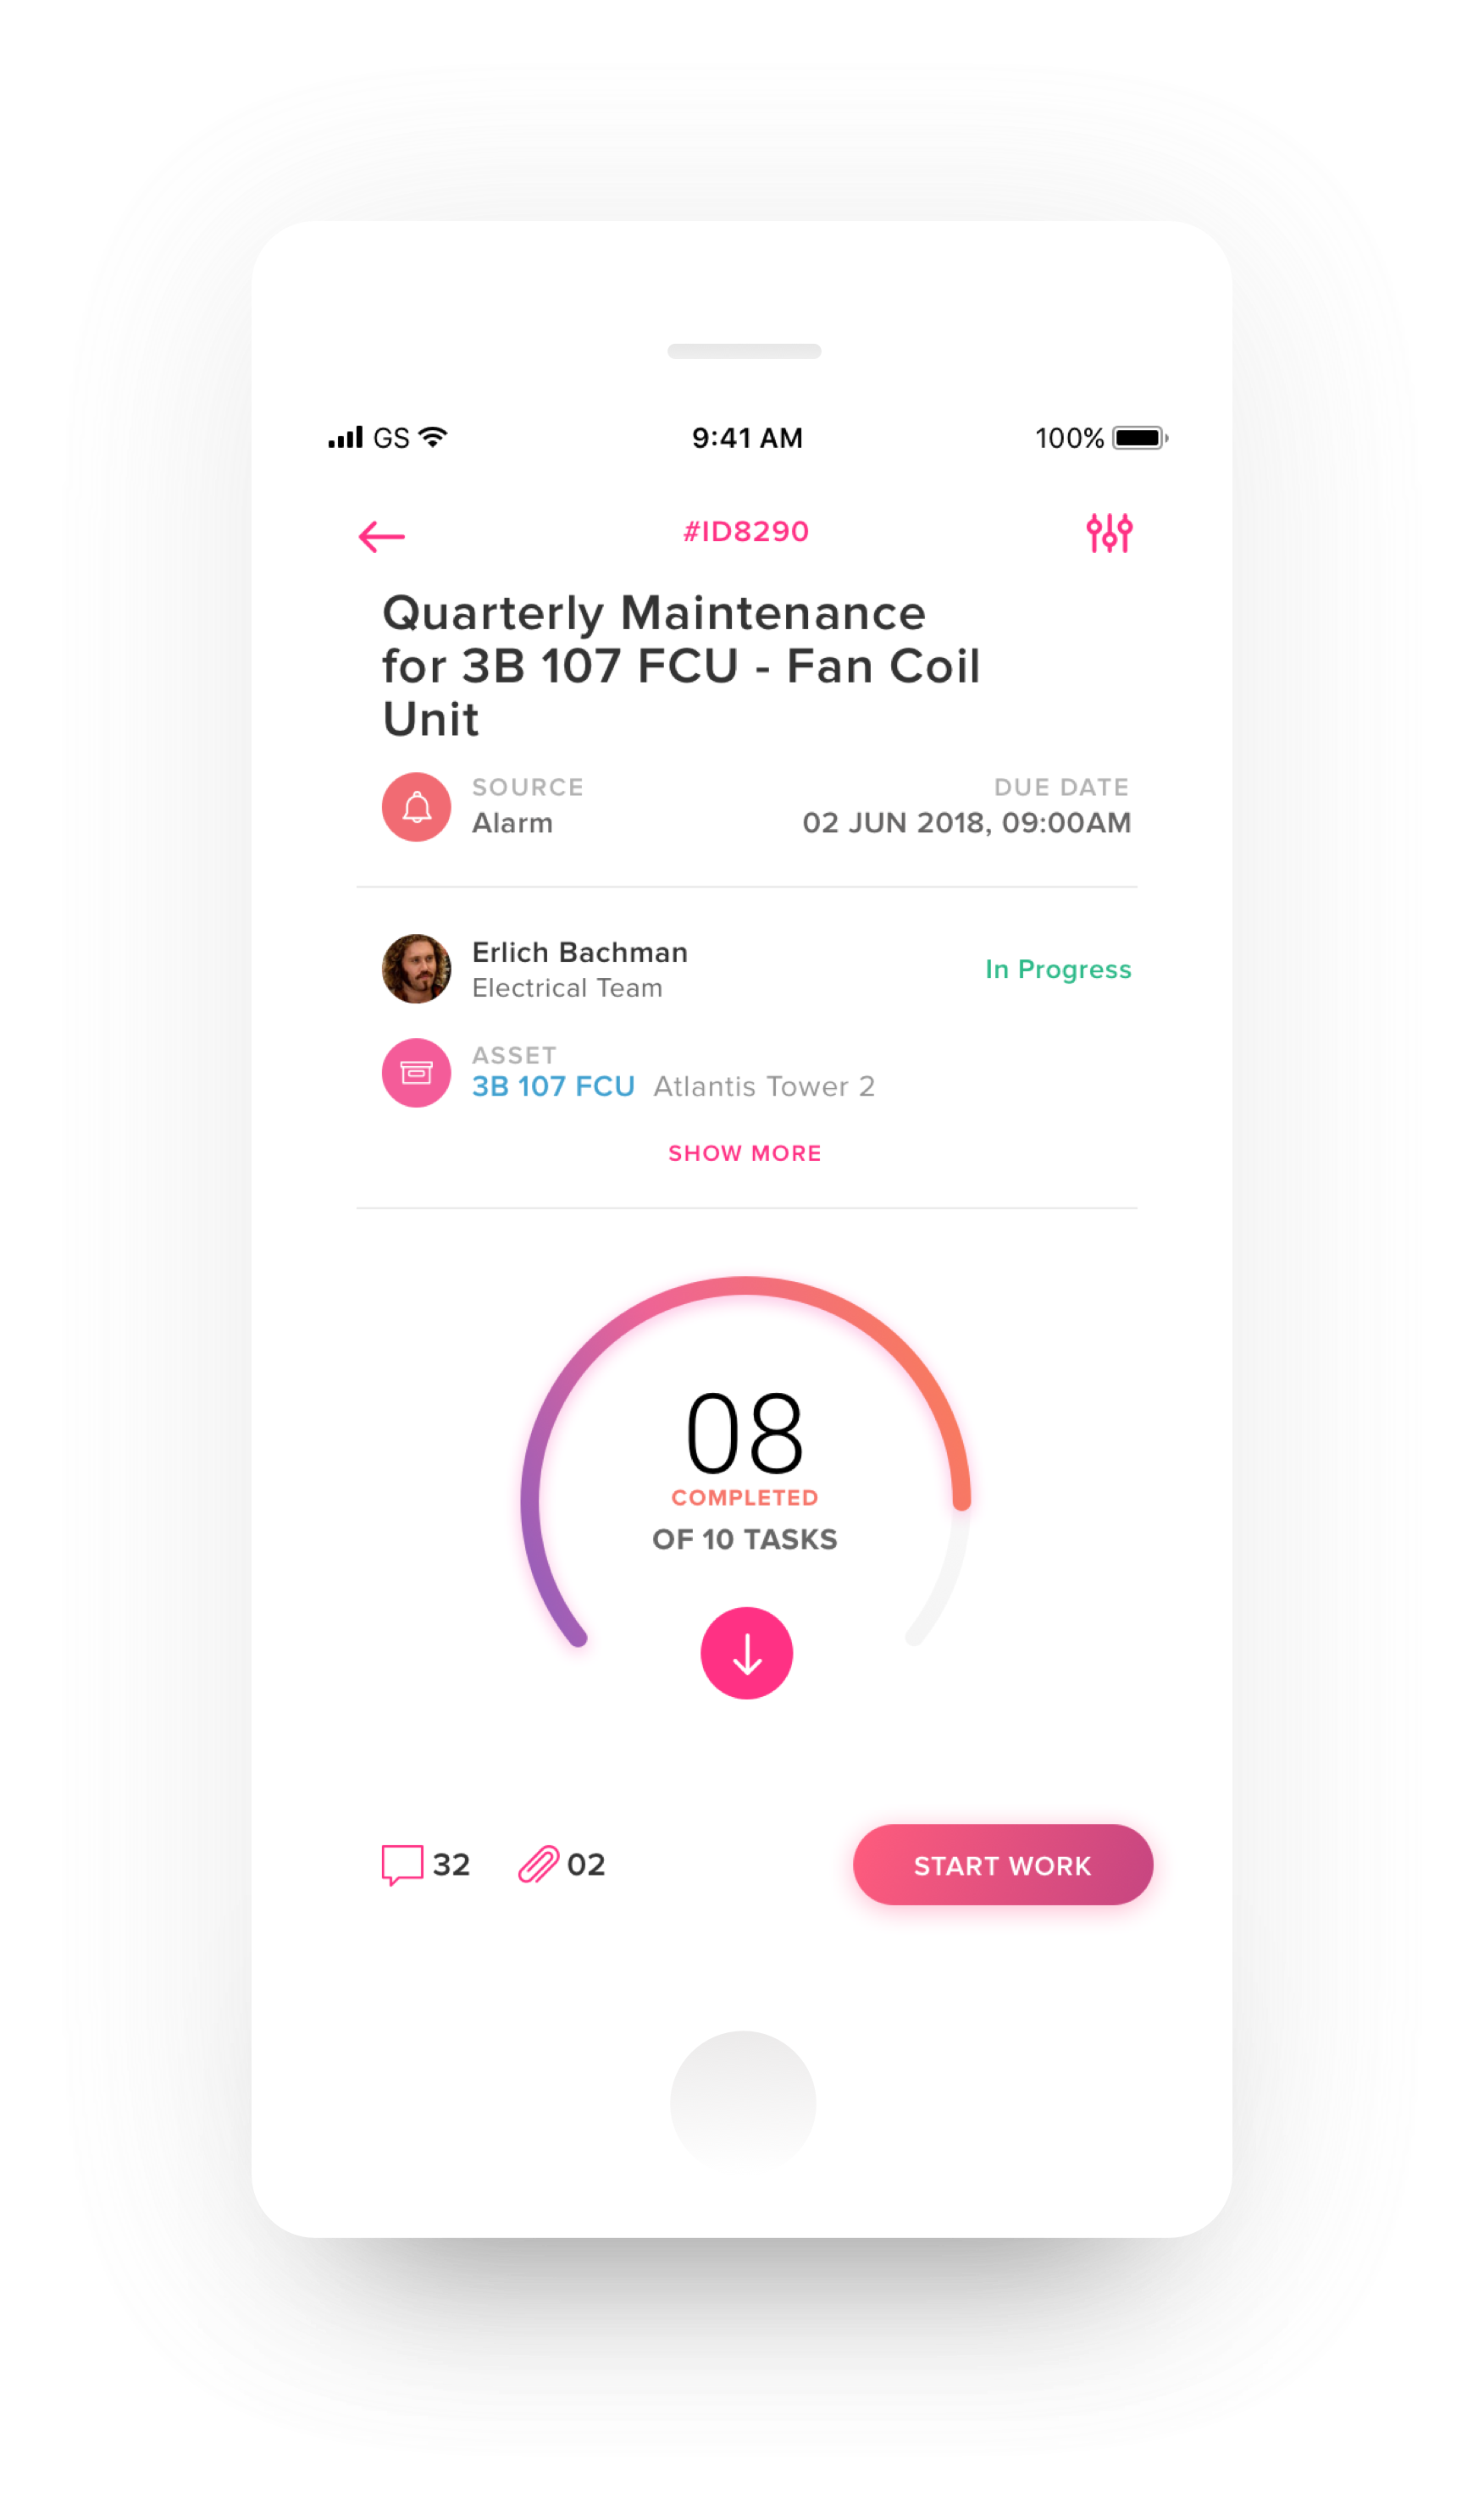 GS 9:41 AM 100%
#ID8290
Quarterly Maintenance
for 3B 107 FCU - Fan Coil
Unit
SOURCE DUE DATE
Alarm 02 JUN 2018, 09:00AM
Erlich Bachman
Electrical Team
In Progress
ASSET
3B 107 FCU Atlantis Tower 2
SHOW MORE
08
COMPLETED
OF 10 TASKS
32 02 START WORK